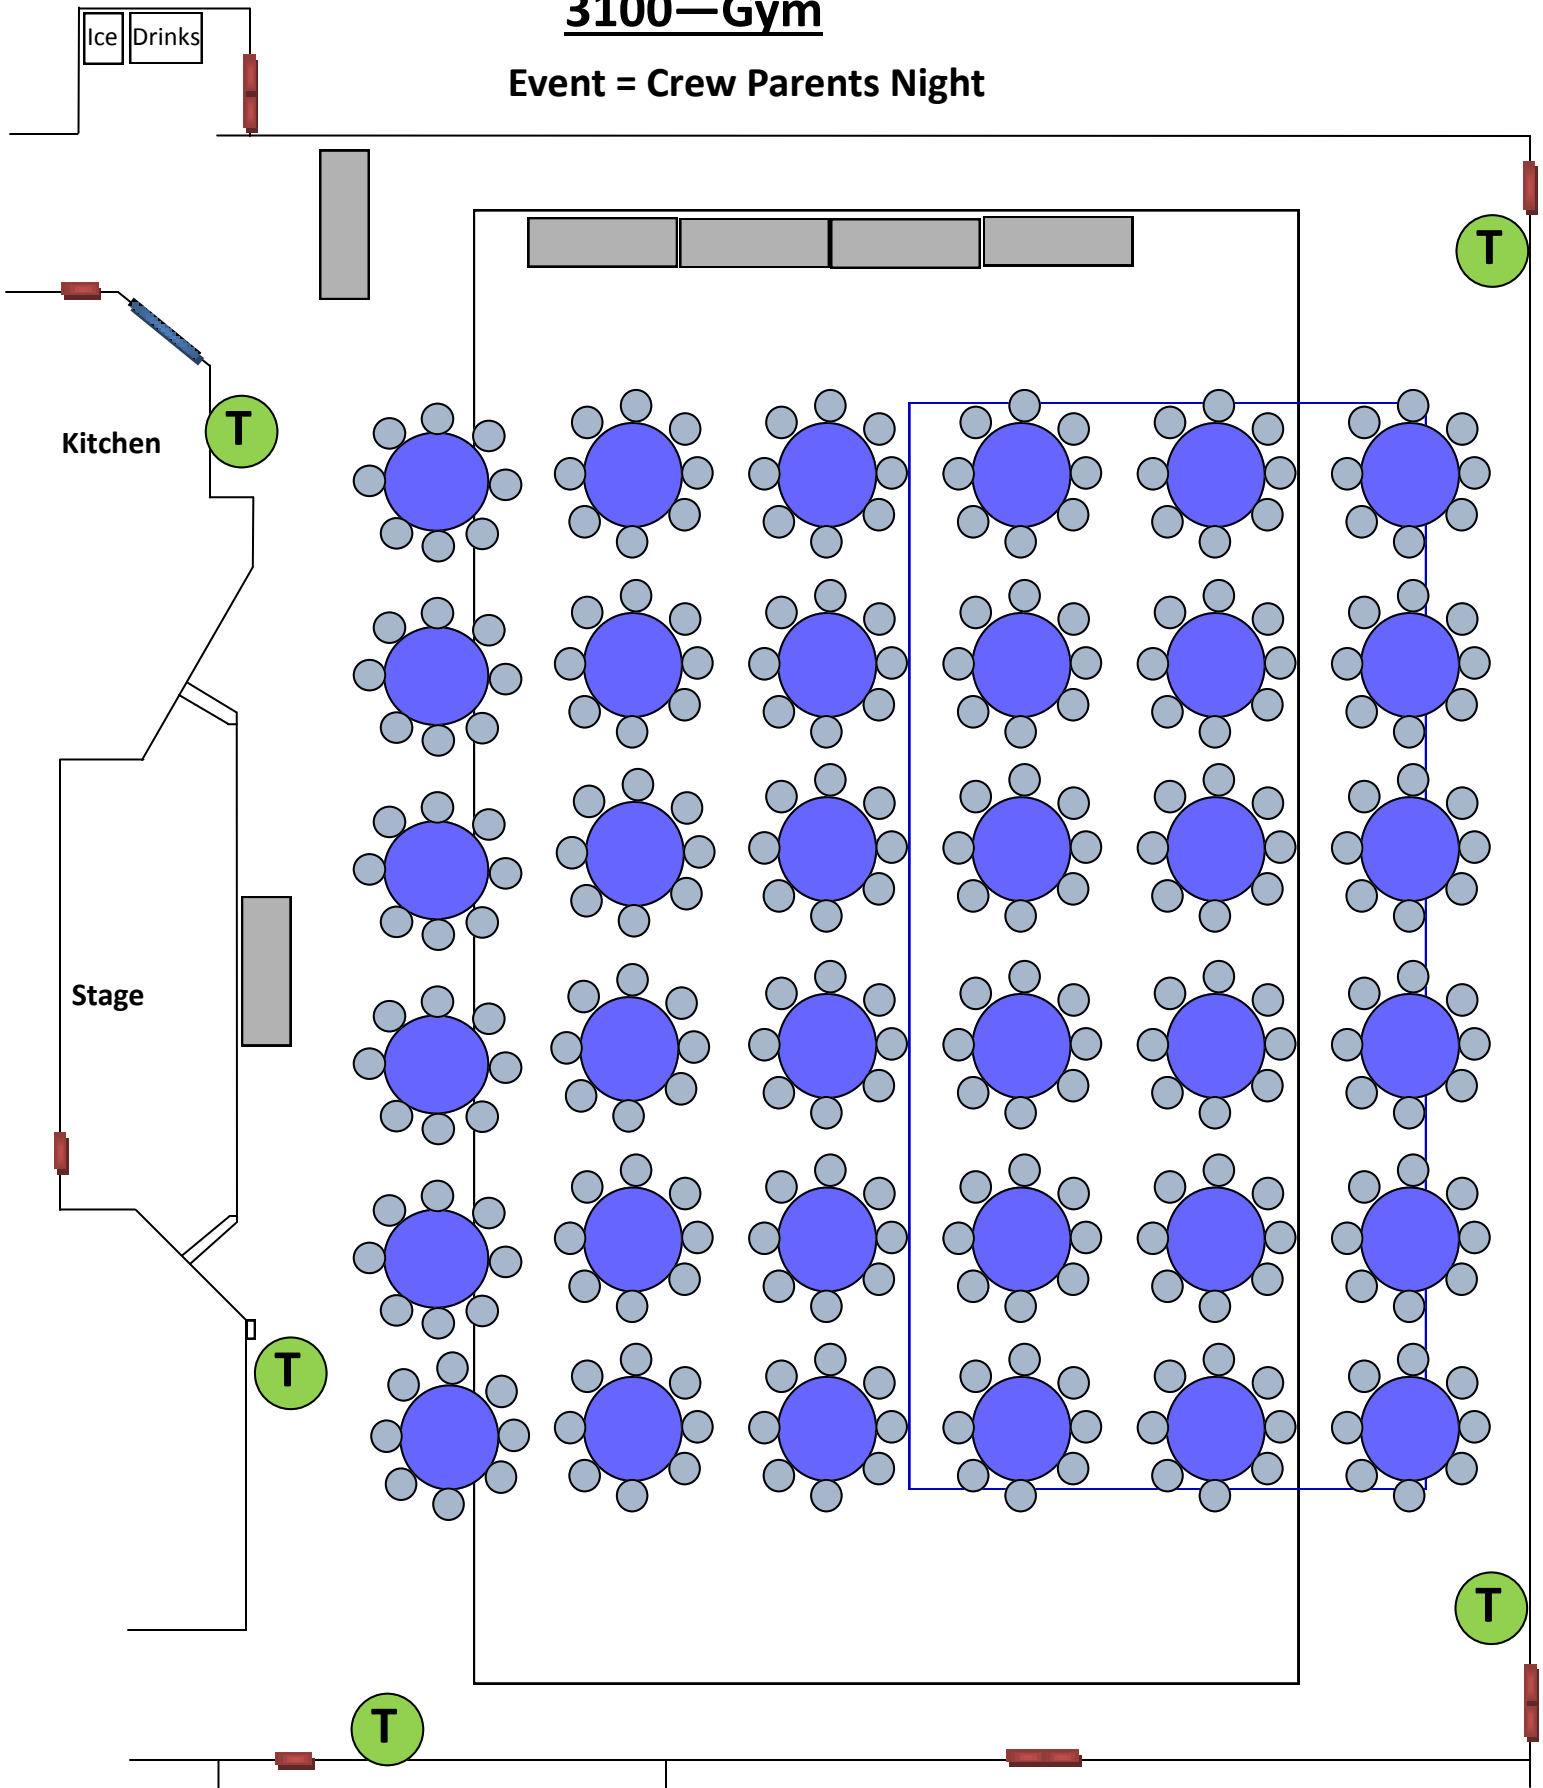 3100—Gym
Event = Crew Parents Night
Ice
Drinks
T
T
Kitchen
Stage
T
T
T